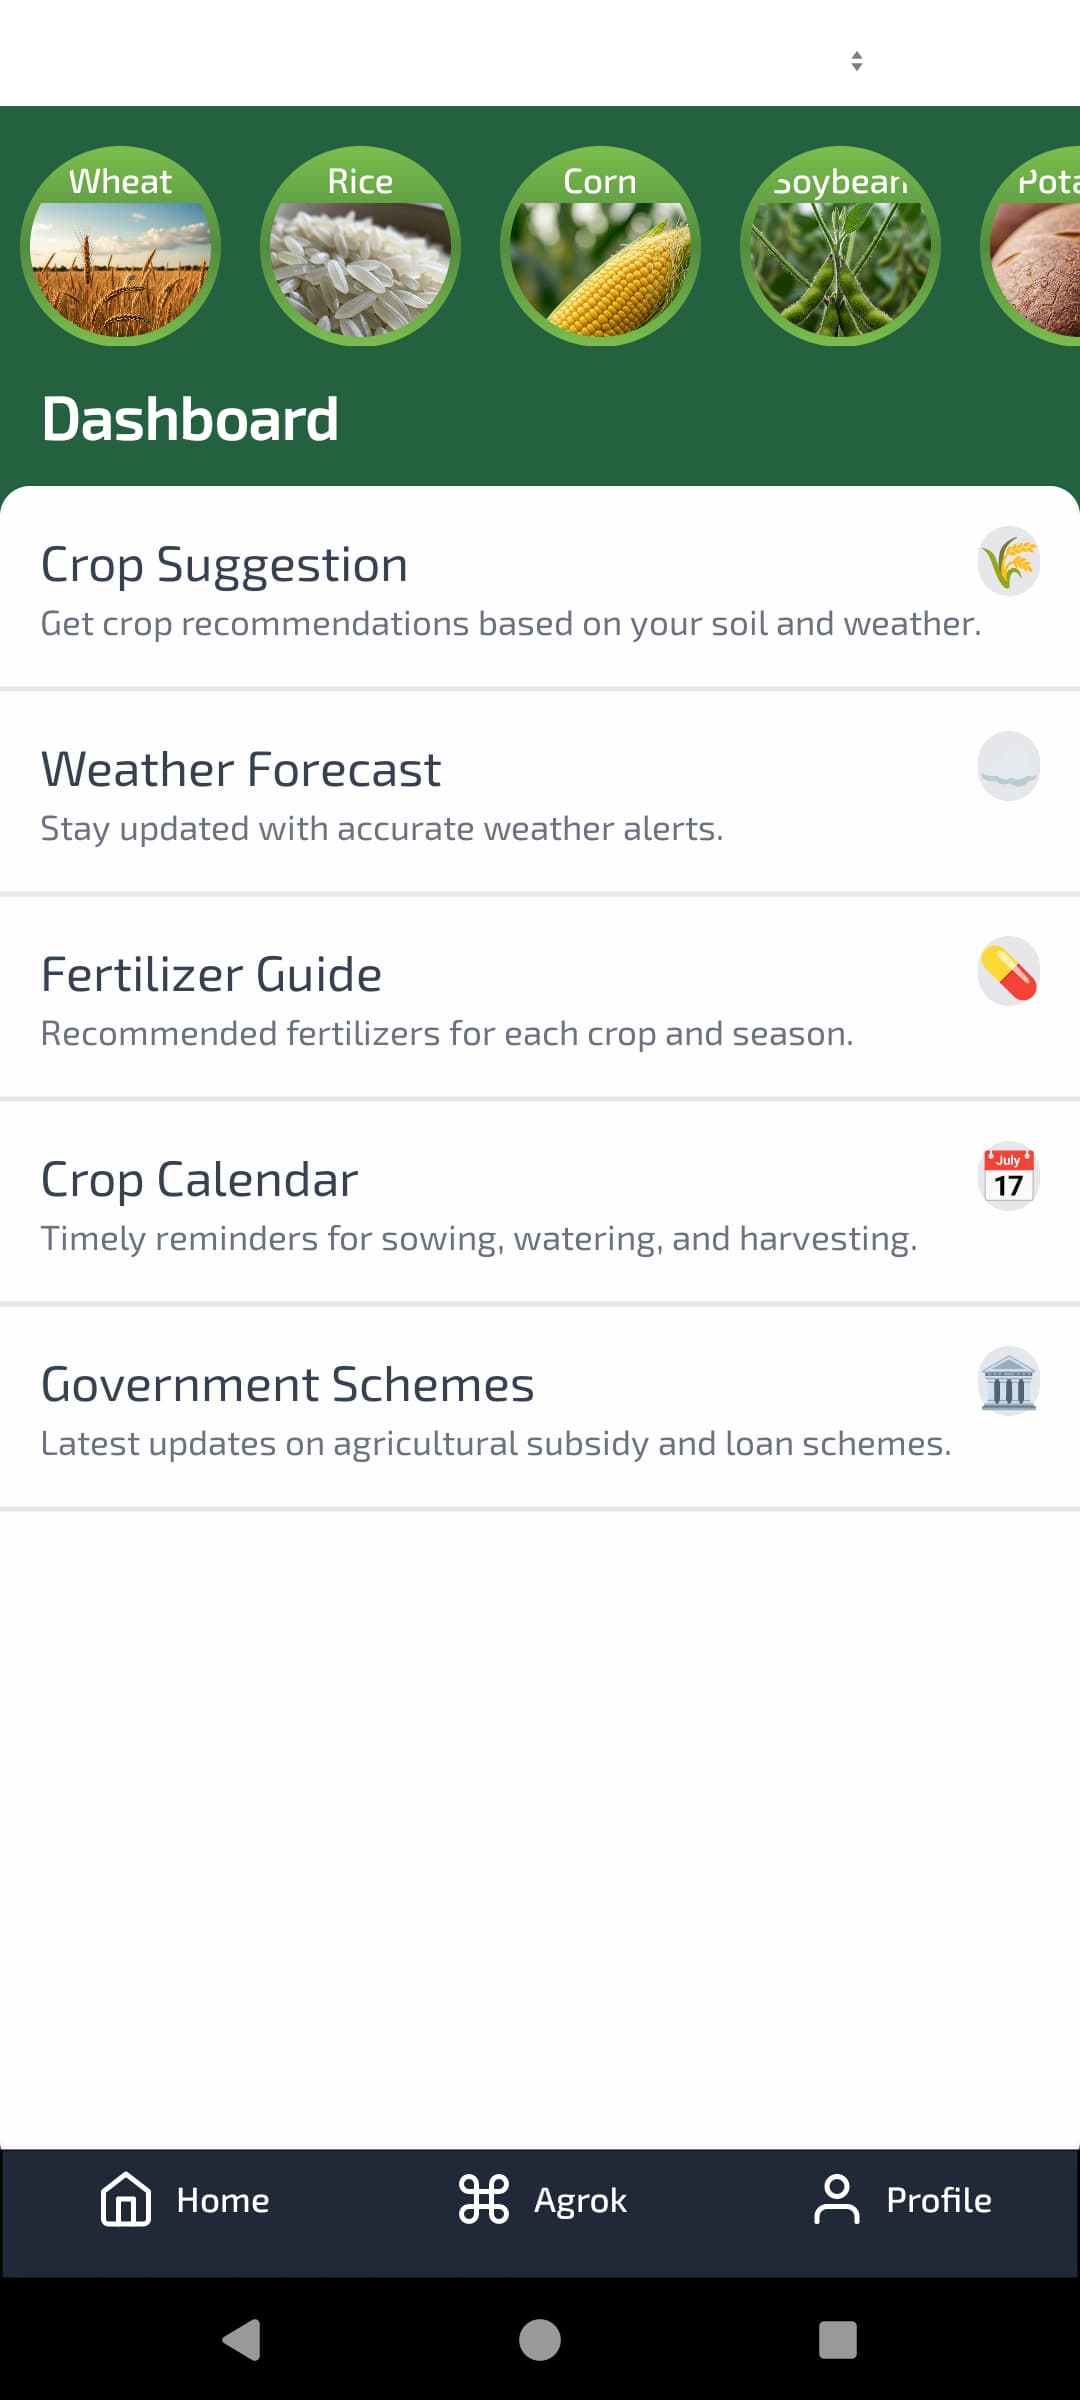 Wheat Rice Corn Soybean Pota
Dashboard
Crop Suggestion
Get crop recommendations based on your soil and weather.
Weather Forecast
Stay updated with accurate weather alerts.
Fertilizer Guide
Recommended fertilizers for each crop and season.
Crop Calendar
July
17
Timely reminders for sowing, watering, and harvesting.
Government Schemes
Latest updates on agricultural subsidy and loan schemes.
Home Agrok Profile